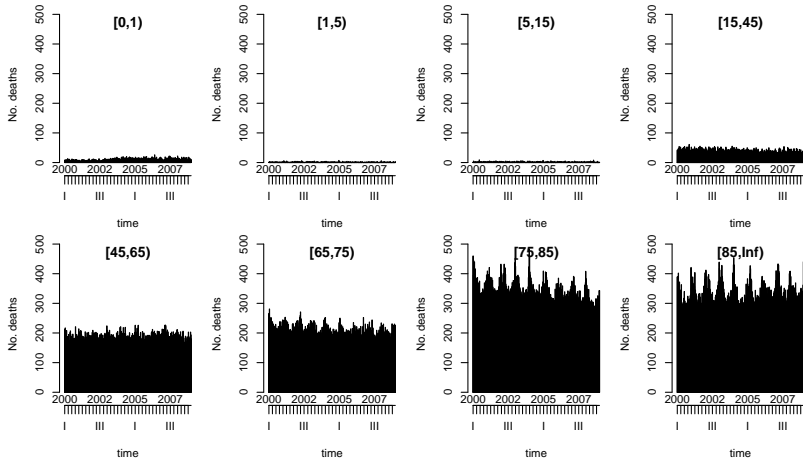 [0,1)
No. deaths
0 100 200 300 400 500
2000 2002 2005 2007
I III I III
time
[1,5)
No. deaths
0 100 200 300 400 500
2000 2002 2005 2007
I III I III
time
[5,15)
No. deaths
0 100 200 300 400 500
2000 2002 2005 2007
I III I III
time
[15,45)
No. deaths
0 100 200 300 400 500
2000 2002 2005 2007
I III I III
time
[45,65)
No. deaths
0 100 200 300 400 500
2000 2002 2005 2007
I III I III
time
[65,75)
No. deaths
0 100 200 300 400 500
2000 2002 2005 2007
I III I III
time
[75,85)
No. deaths
0 100 200 300 400 500
2000 2002 2005 2007
I III I III
time
[85,Inf)
No. deaths
0 100 200 300 400 500
2000 2002 2005 2007
I III I III
time